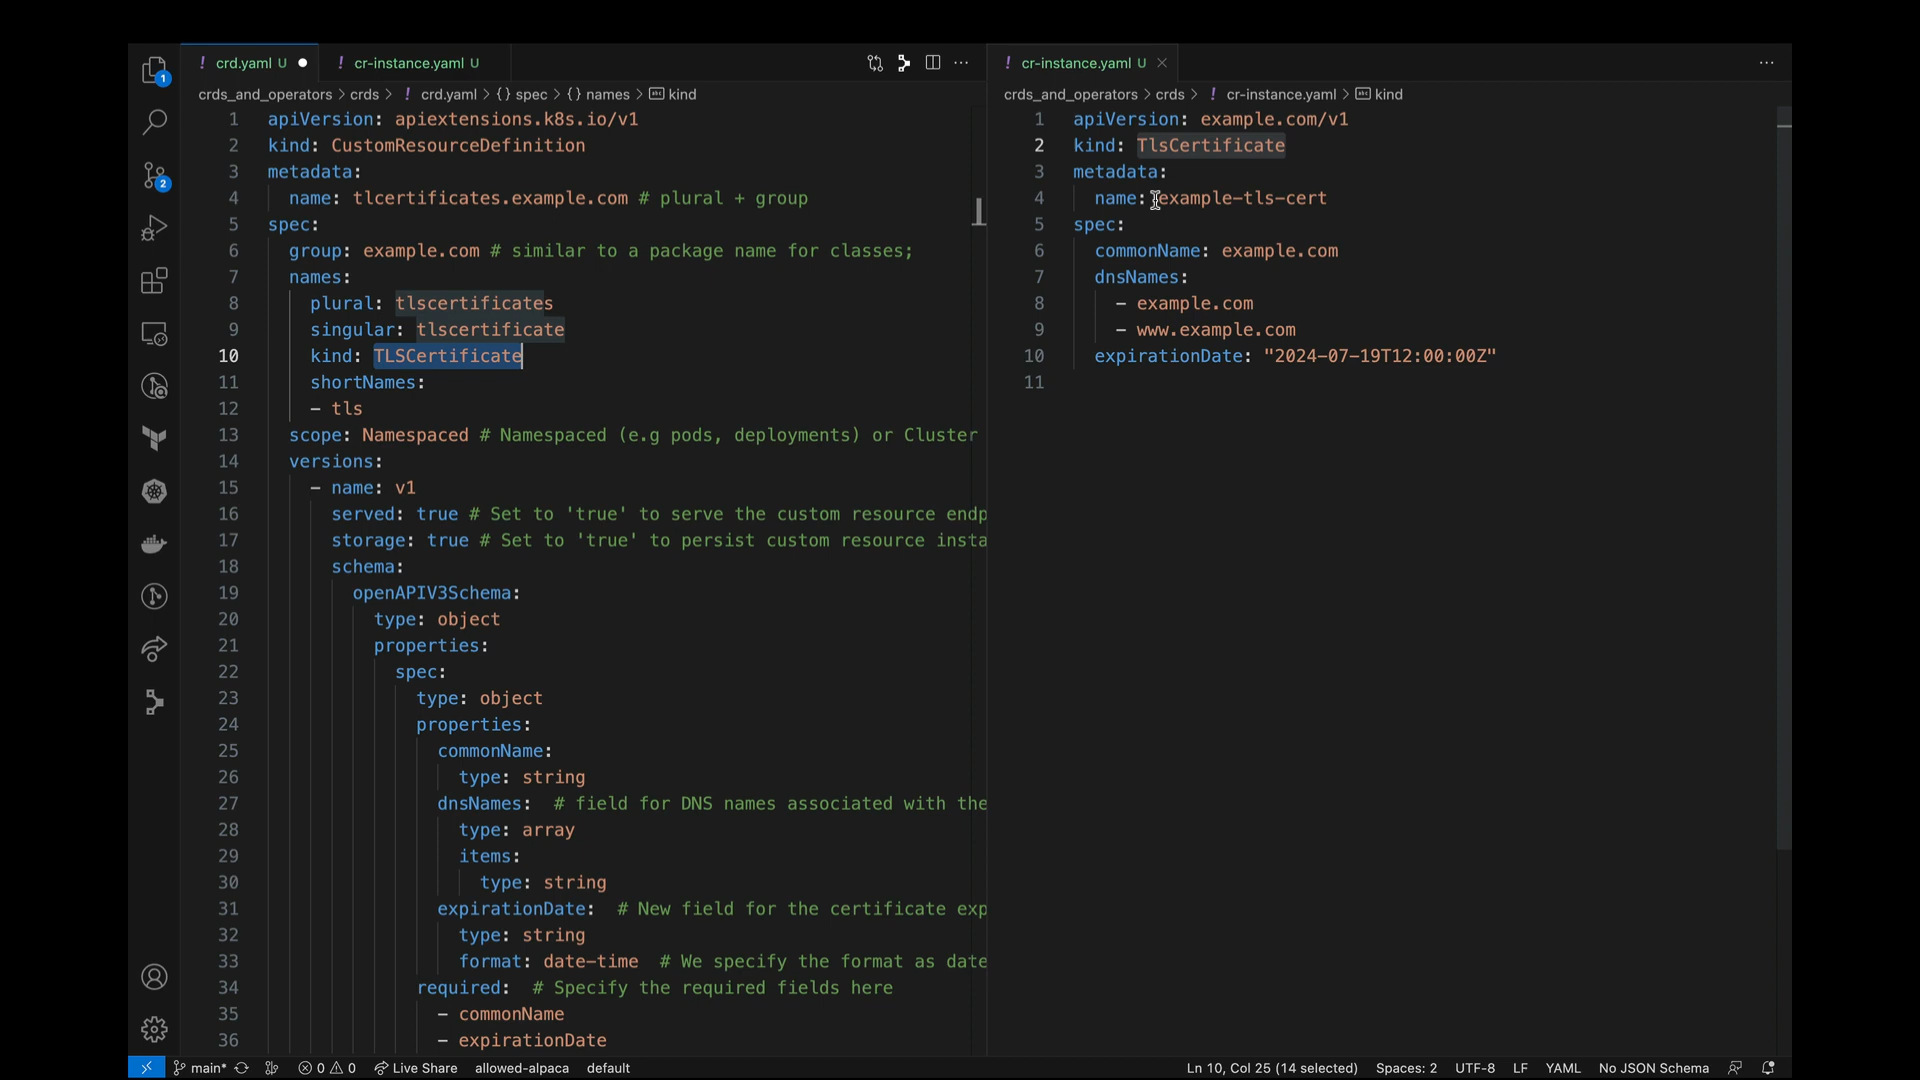 crd.yaml U
cr-instance.yaml U
cr-instance.yaml U
crds_and_operators > crds > ! crd.yaml > {} spec > {} names > abc kind
1 apiVersion: apiextensions.k8s.io/v1
2 kind: CustomResourceDefinition
3 metadata:
4 name: tlcertificates.example.com # plural + group
5 spec:
6 group: example.com # similar to a package name for classes;
7 names:
8 plural: tlscertificates
9 singular: tlscertificate
10 kind: TLSCertificate
11 shortNames:
12 - tls
13 scope: Namespaced # Namespaced (e.g pods, deployments) or Cluster
14 versions:
15 - name: v1
16 served: true # Set to 'true' to serve the custom resource endp
17 storage: true # Set to 'true' to persist custom resource insta
18 schema:
19 openAPIV3Schema:
20 type: object
21 properties:
22 spec:
23 type: object
24 properties:
25 commonName:
26 type: string
27 dnsNames: # field for DNS names associated with the
28 type: array
29 items:
30 type: string
31 expirationDate: # New field for the certificate exp
32 type: string
33 format: date-time # We specify the format as date
34 required: # Specify the required fields here
35 - commonName
36 - expirationDate
crds_and_operators > crds > ! cr-instance.yaml > abc kind
1 apiVersion: example.com/v1
2 kind: TlsCertificate
3 metadata:
4 name: example-tls-cert
5 spec:
6 commonName: example.com
7 dnsNames:
8 - example.com
9 - www.example.com
10 expirationDate: "2024-07-19T12:00:00Z"
11
1
2
main* 0 0 Live Share allowed-alpaca default Ln 10, Col 25 (14 selected) Spaces: 2 UTF-8 LF YAML No JSON Schema